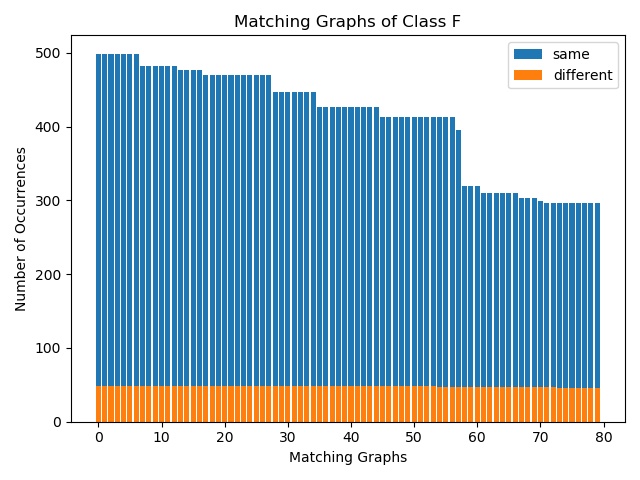 Matching Graphs of Class F
same
different
Number of Occurrences
500
400
300
200
100
0
0 10 20 30 40 50 60 70 80
Matching Graphs